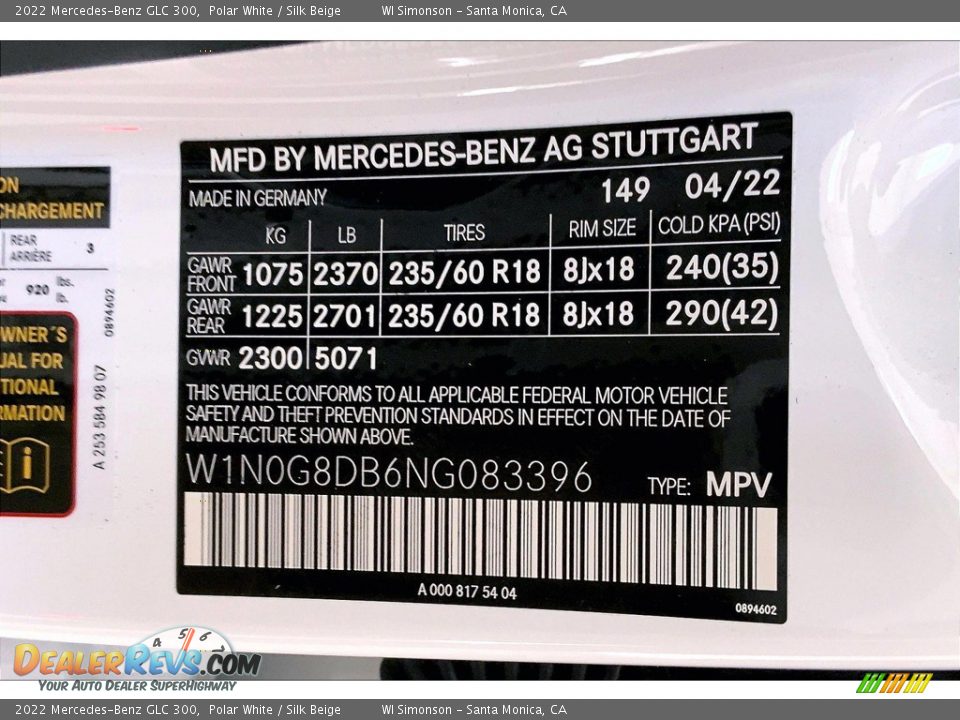 2022 Mercedes-Benz GLC 300, Polar White / Silk Beige WI Simonson - Santa Monica, CA
MFD BY MERCEDES-BENZ AG STUTTGART
MADE IN GERMANY 149 04/22
KG LB TIRES RIM SIZE COLD KPA (PSI)
GAWR FRONT 1075 2370 235/60 R18 8Jx18 240(35)
GAWR REAR 1225 2701 235/60 R18 8Jx18 290(42)
GVWR 2300 5071
THIS VEHICLE CONFORMS TO ALL APPLICABLE FEDERAL MOTOR VEHICLE
SAFETY AND THEFT PREVENTION STANDARDS IN EFFECT ON THE DATE OF
MANUFACTURE SHOWN ABOVE.
W1N0G8DB6NG083396 TYPE: MPV
A 000 817 54 04
0894602
ON
CHARGEMENT
REAR
ARRIÈRE 3
920 lbs.
lb.
0894602
OWNER´S
UAL FOR
TIONAL
RMATION
i
A 253 584 98 07
4 5 6
DEALERREVS.COM
YOUR AUTO DEALER SUPERHIGHWAY
2022 Mercedes-Benz GLC 300, Polar White / Silk Beige WI Simonson - Santa Monica, CA